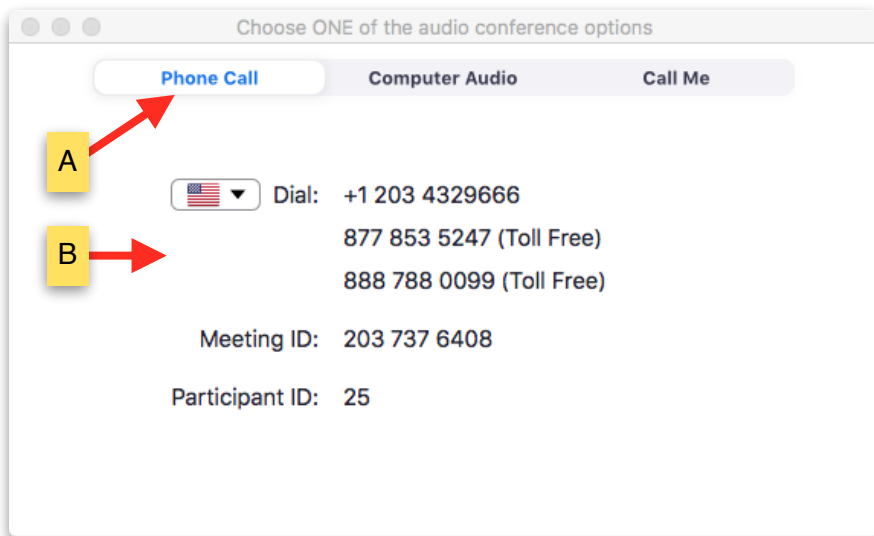 Choose ONE of the audio conference options
Phone Call Computer Audio Call Me
A
Dial: +1 203 4329666
877 853 5247 (Toll Free)
B
888 788 0099 (Toll Free)
Meeting ID: 203 737 6408
Participant ID: 25